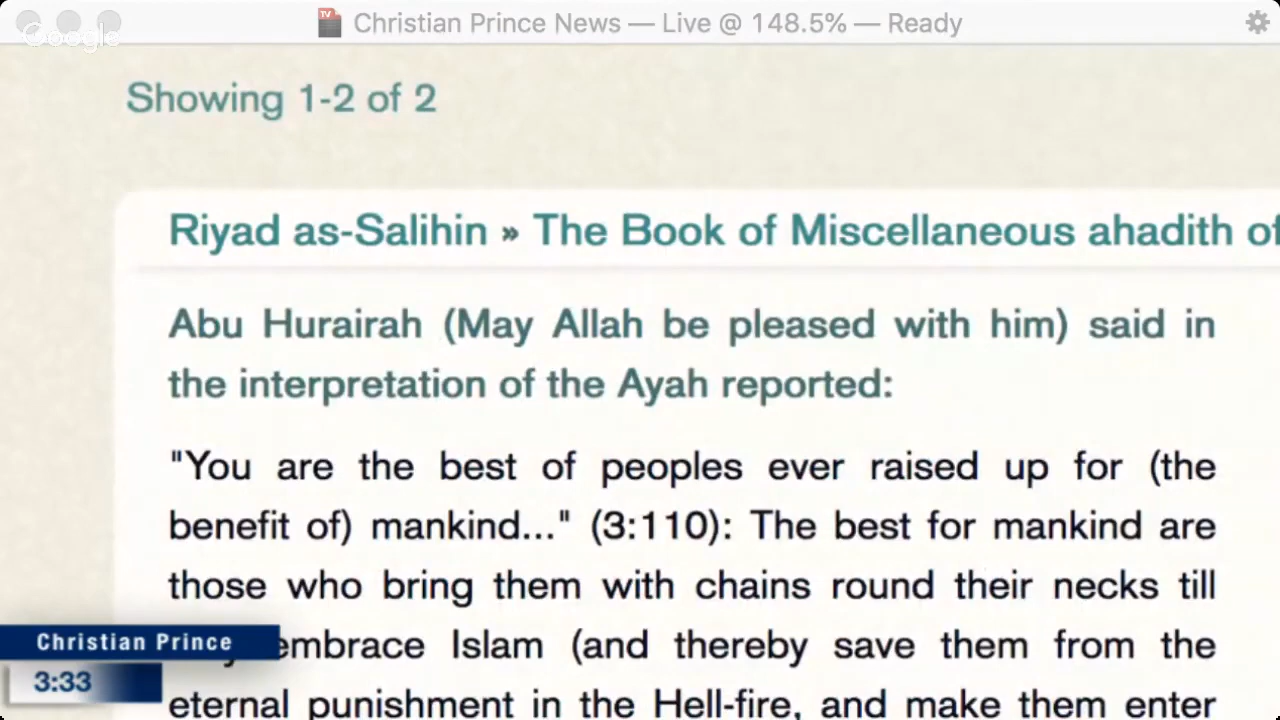 Christian Prince News — Live @ 148.5% — Ready
Google
Showing 1-2 of 2
Riyad as-Salihin » The Book of Miscellaneous ahadith of
Abu Hurairah (May Allah be pleased with him) said in
the interpretation of the Ayah reported:
"You are the best of peoples ever raised up for (the
benefit of) mankind..." (3:110): The best for mankind are
those who bring them with chains round their necks till
embrace Islam (and thereby save them from the
eternal punishment in the Hell-fire, and make them enter
Christian Prince
3:33
TV